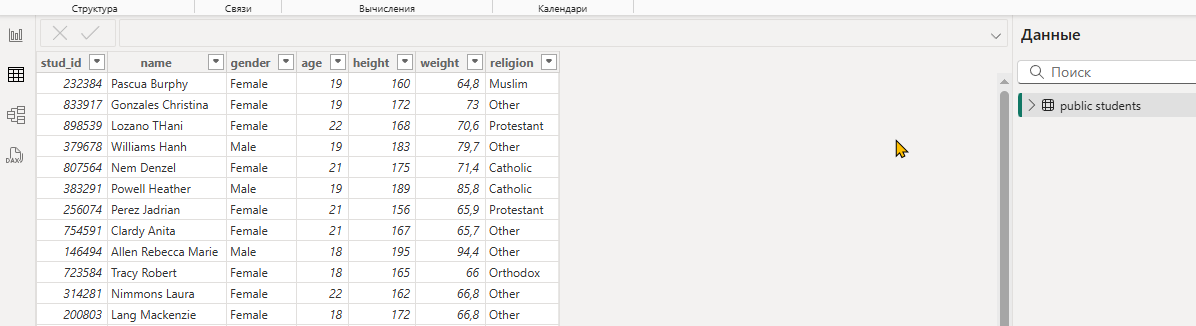 Структура Связи Вычисления Календари
Данные
Поиск
public students
stud_id name gender age height weight religion
232384 Pascua Burphy Female 19 160 64,8 Muslim
833917 Gonzales Christina Female 19 172 73 Other
898539 Lozano THani Female 22 168 70,6 Protestant
379678 Williams Hanh Male 19 183 79,7 Other
807564 Nem Denzel Female 21 175 71,4 Catholic
383291 Powell Heather Male 19 189 85,8 Catholic
256074 Perez Jadrian Female 21 156 65,9 Protestant
754591 Clardy Anita Female 21 167 65,7 Other
146494 Allen Rebecca Marie Male 18 195 94,4 Other
723584 Tracy Robert Female 18 165 66 Orthodox
314281 Nimmons Laura Female 22 162 66,8 Other
200803 Lang Mackenzie Female 18 172 66,8 Other
DAX